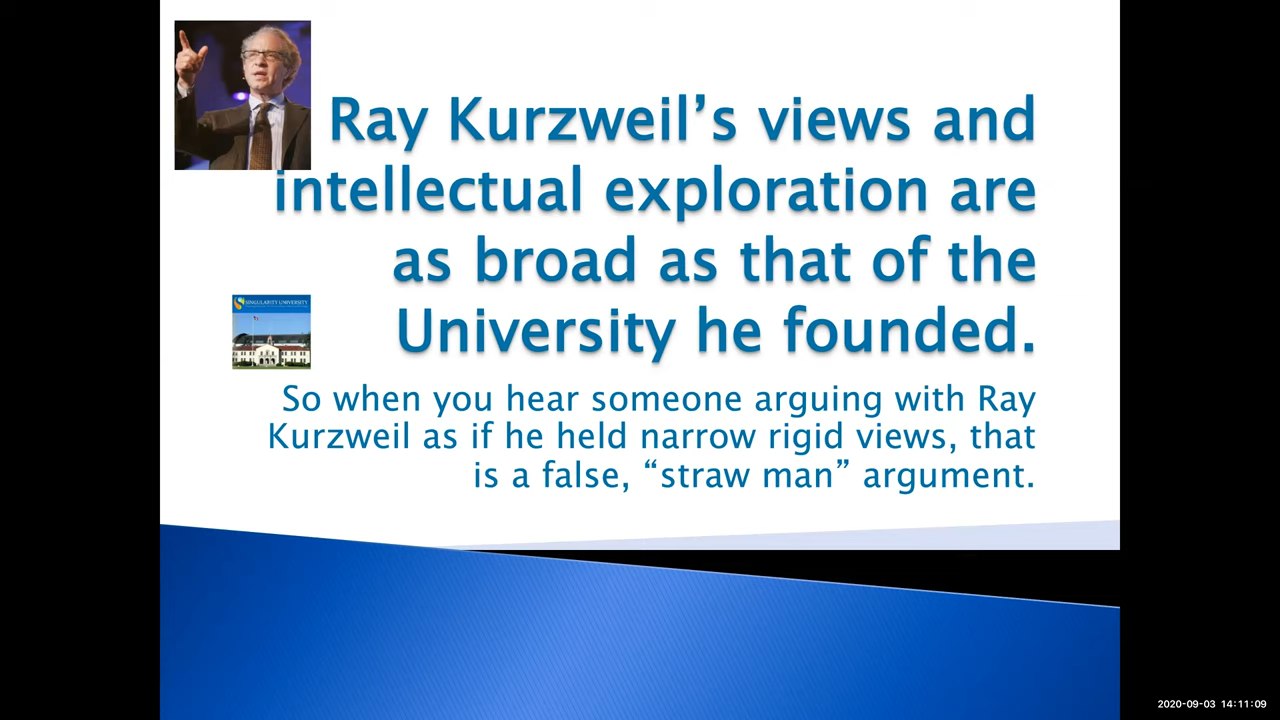 Ray Kurzweil’s views and
intellectual exploration are
as broad as that of the
University he founded.
SINGULARITY UNIVERSITY
So when you hear someone arguing with Ray
Kurzweil as if he held narrow rigid views, that
is a false, “straw man” argument.
2020-09-03 14:11:09